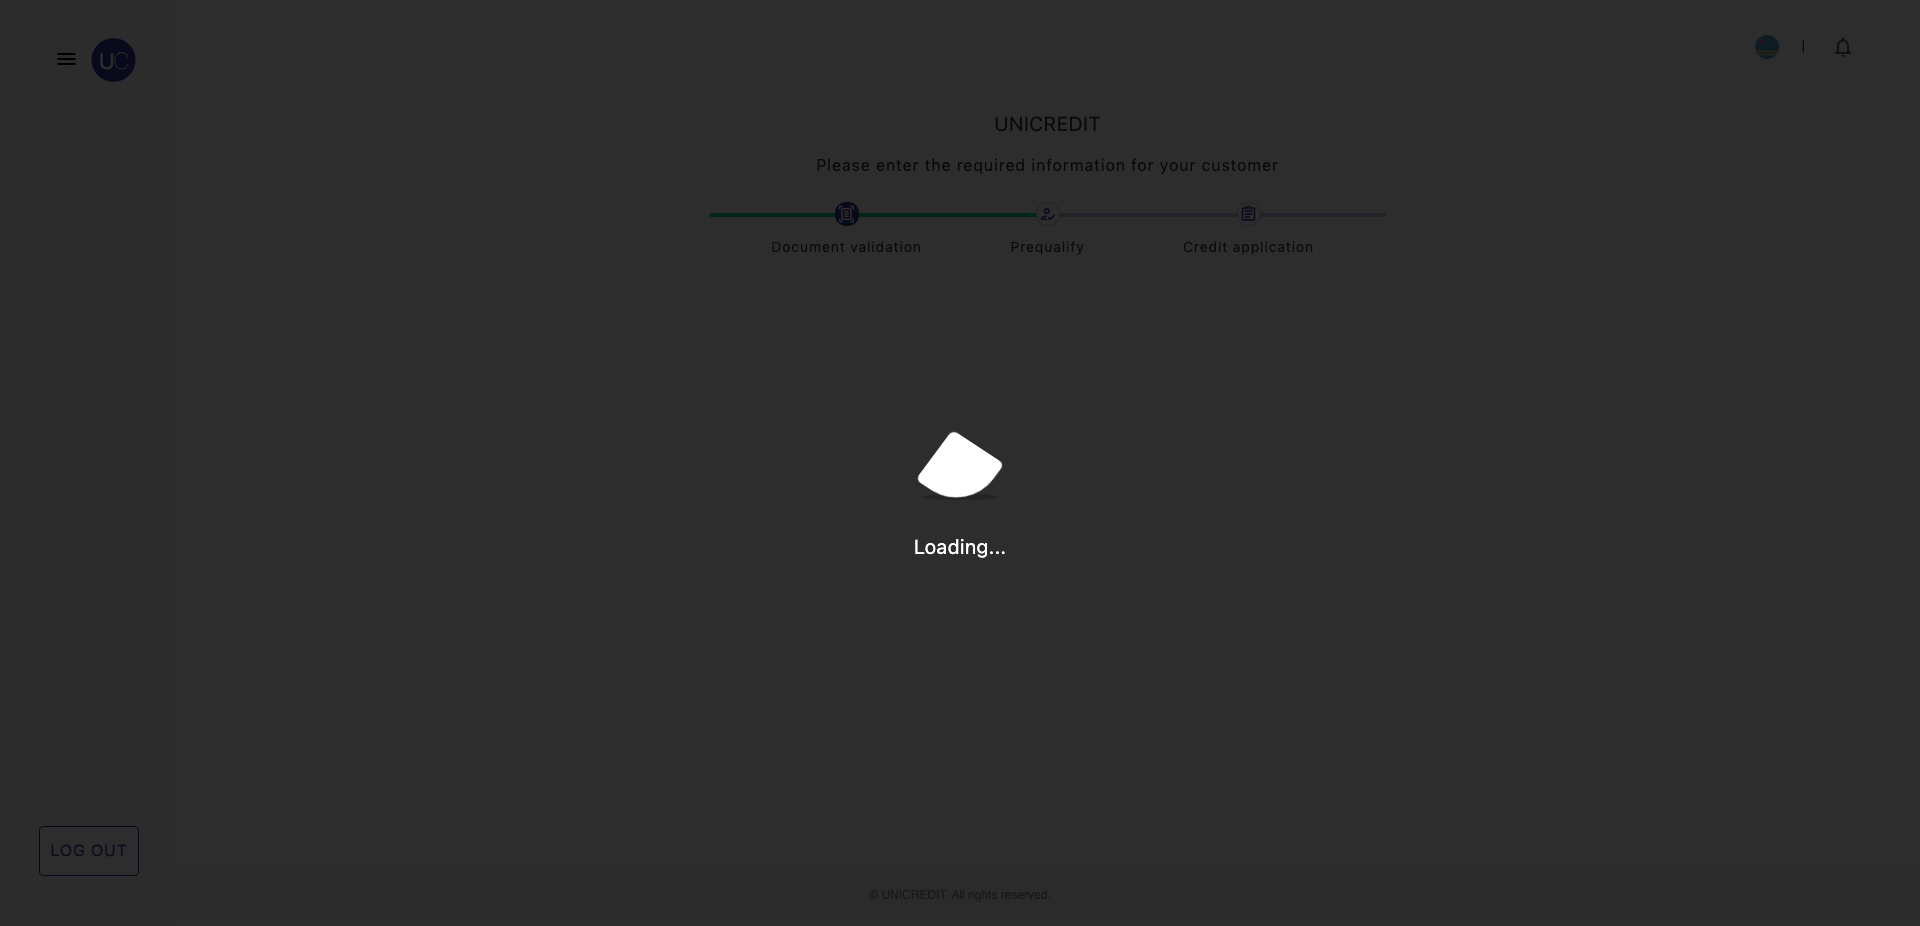 UC
UNICREDIT
Please enter the required information for your customer
Document validation
Prequalify
Credit application
Loading...
LOG OUT
© UNICREDIT. All rights reserved.